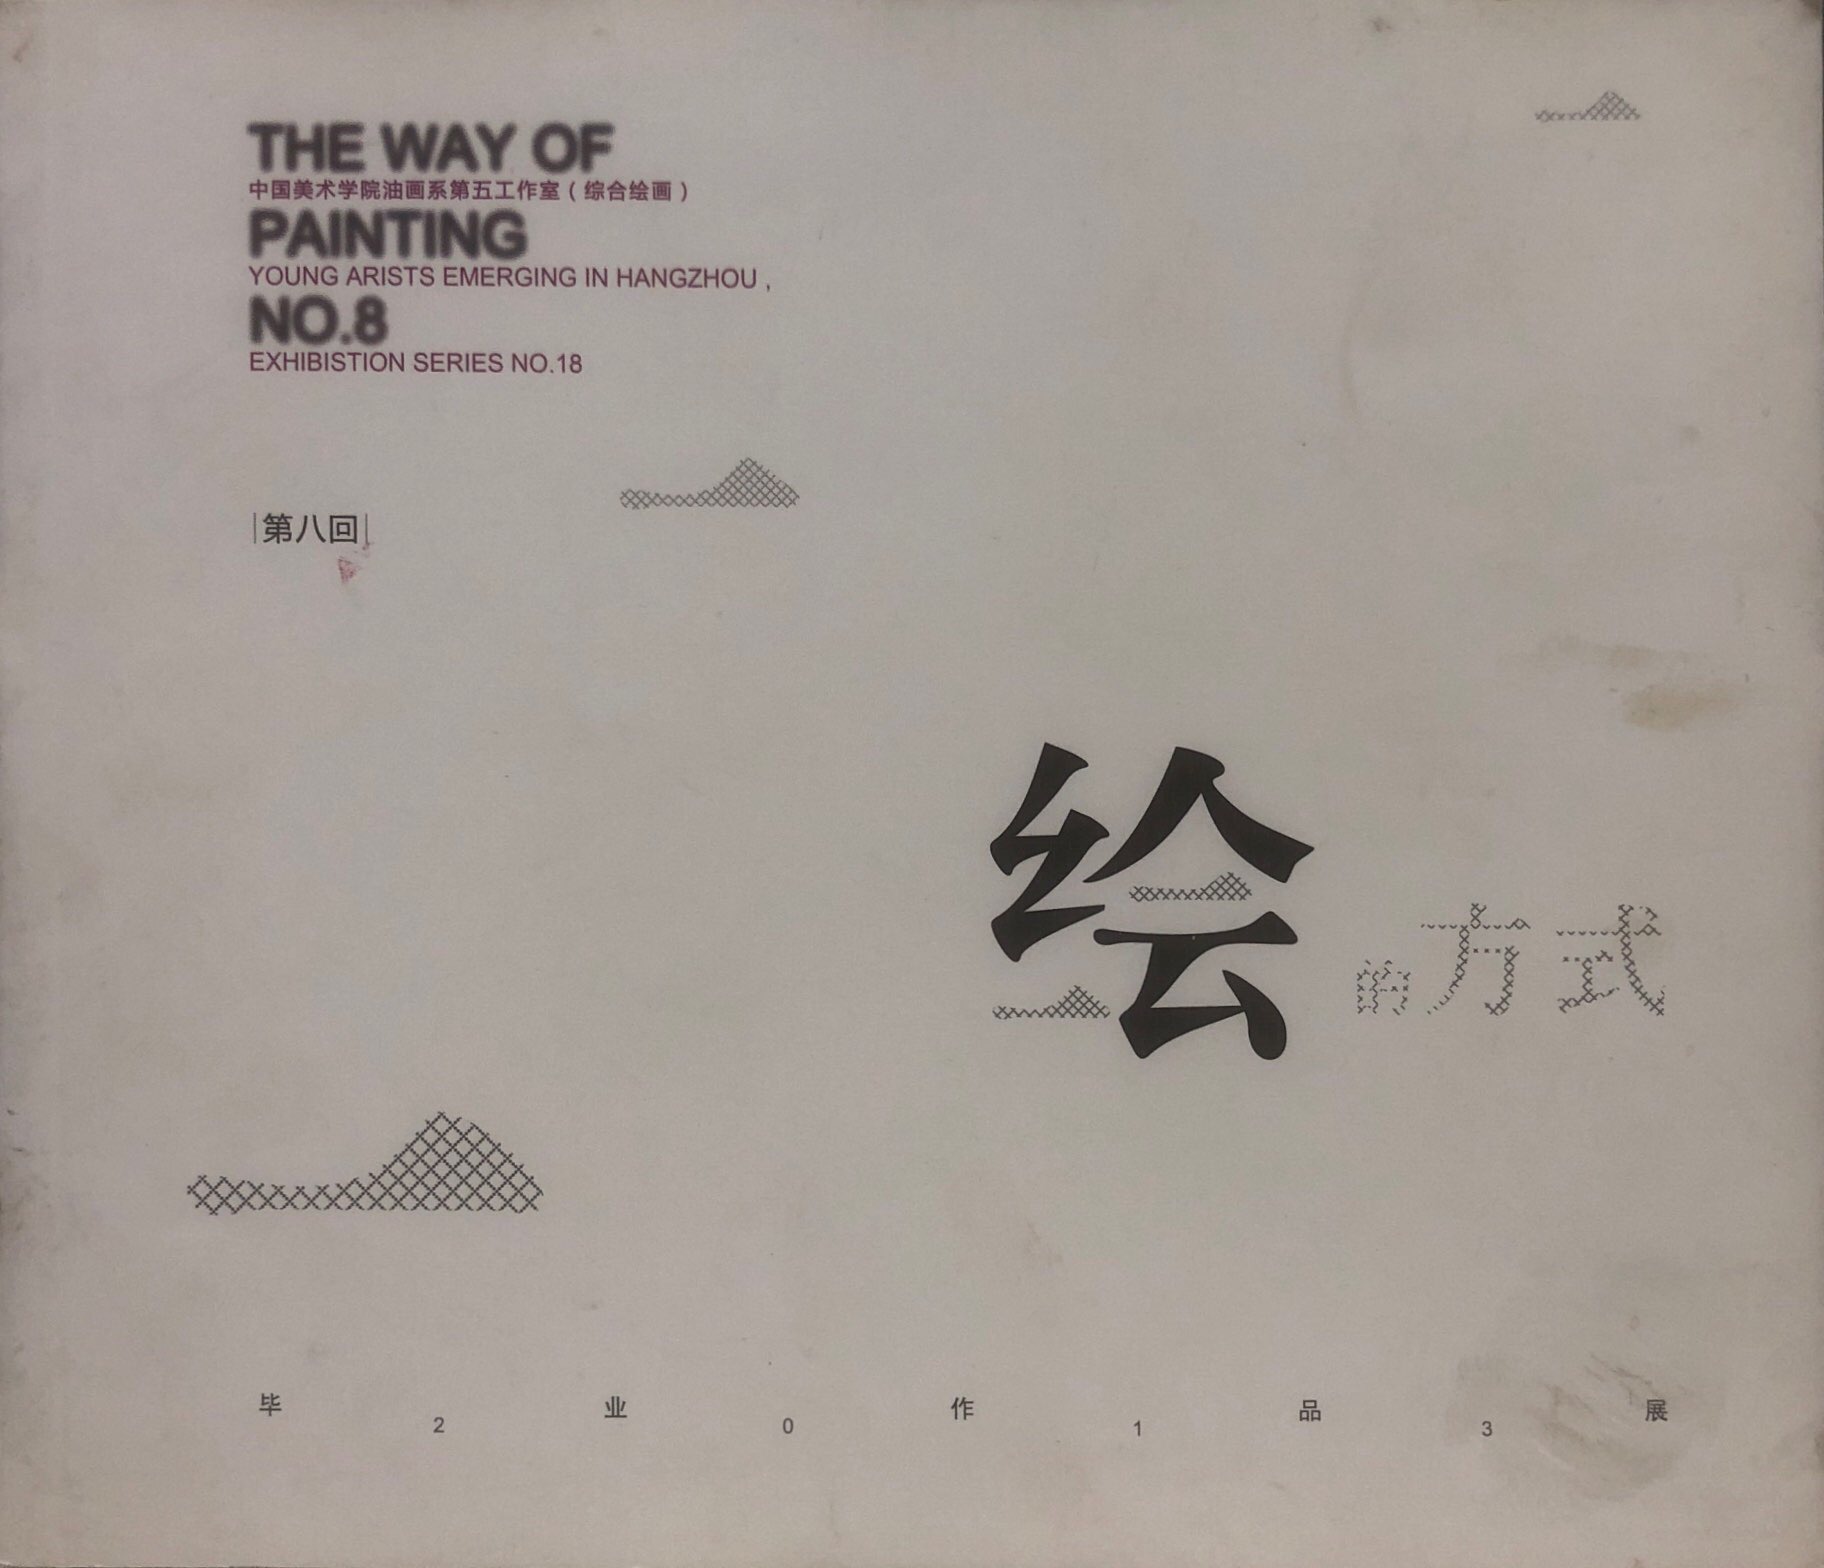 THE WAY OF
中国美术学院油画系第五工作室（综合绘画）
PAINTING
YOUNG ARISTS EMERGING IN HANGZHOU ,
NO.8
EXHIBISTION SERIES NO.18
|第八回|
绘的方式
毕 2 业 0 作 1 品 3 展